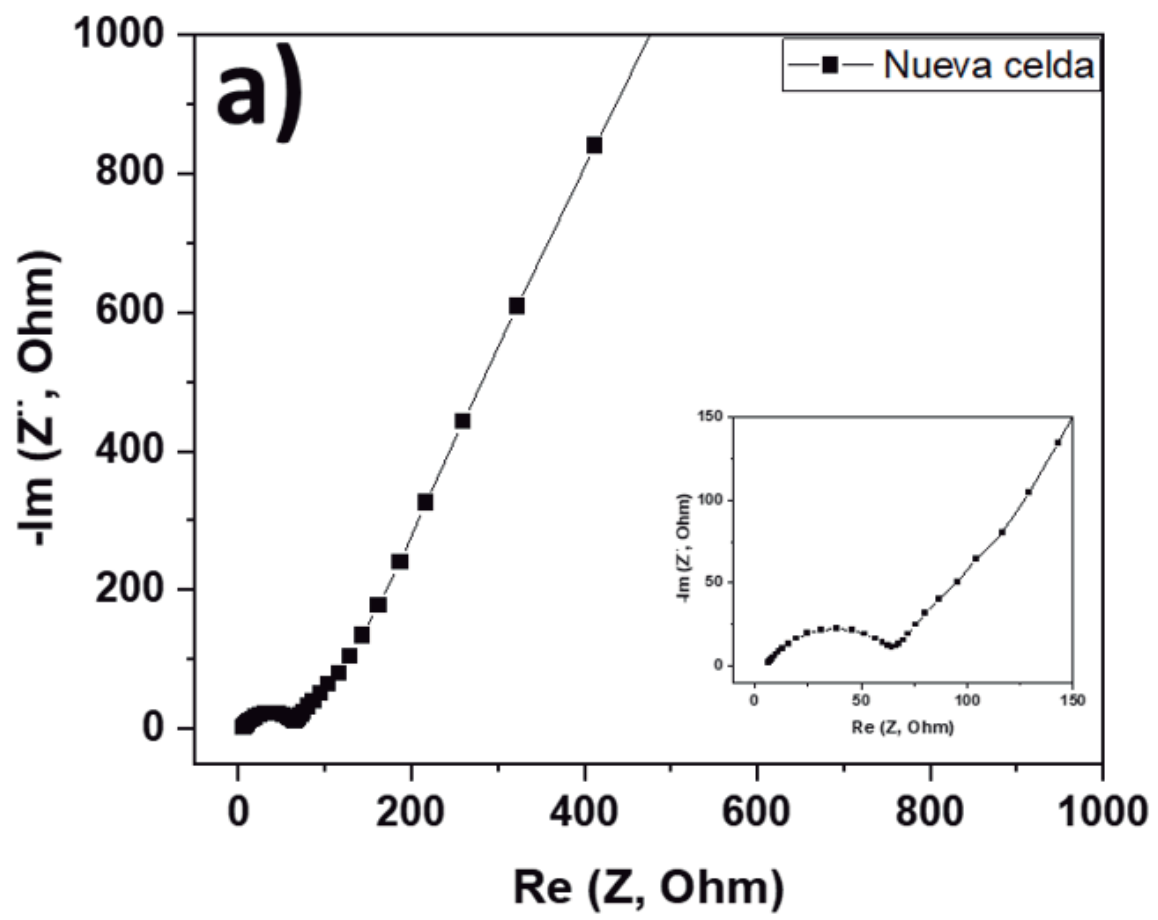 a)
Nueva celda
1000
800
600
400
200
0
-Im (Z¨, Ohm)
0 200 400 600 800 1000
Re (Z, Ohm)
150
100
50
0
-Im (Z¨, Ohm)
0 50 100 150
Re (Z, Ohm)